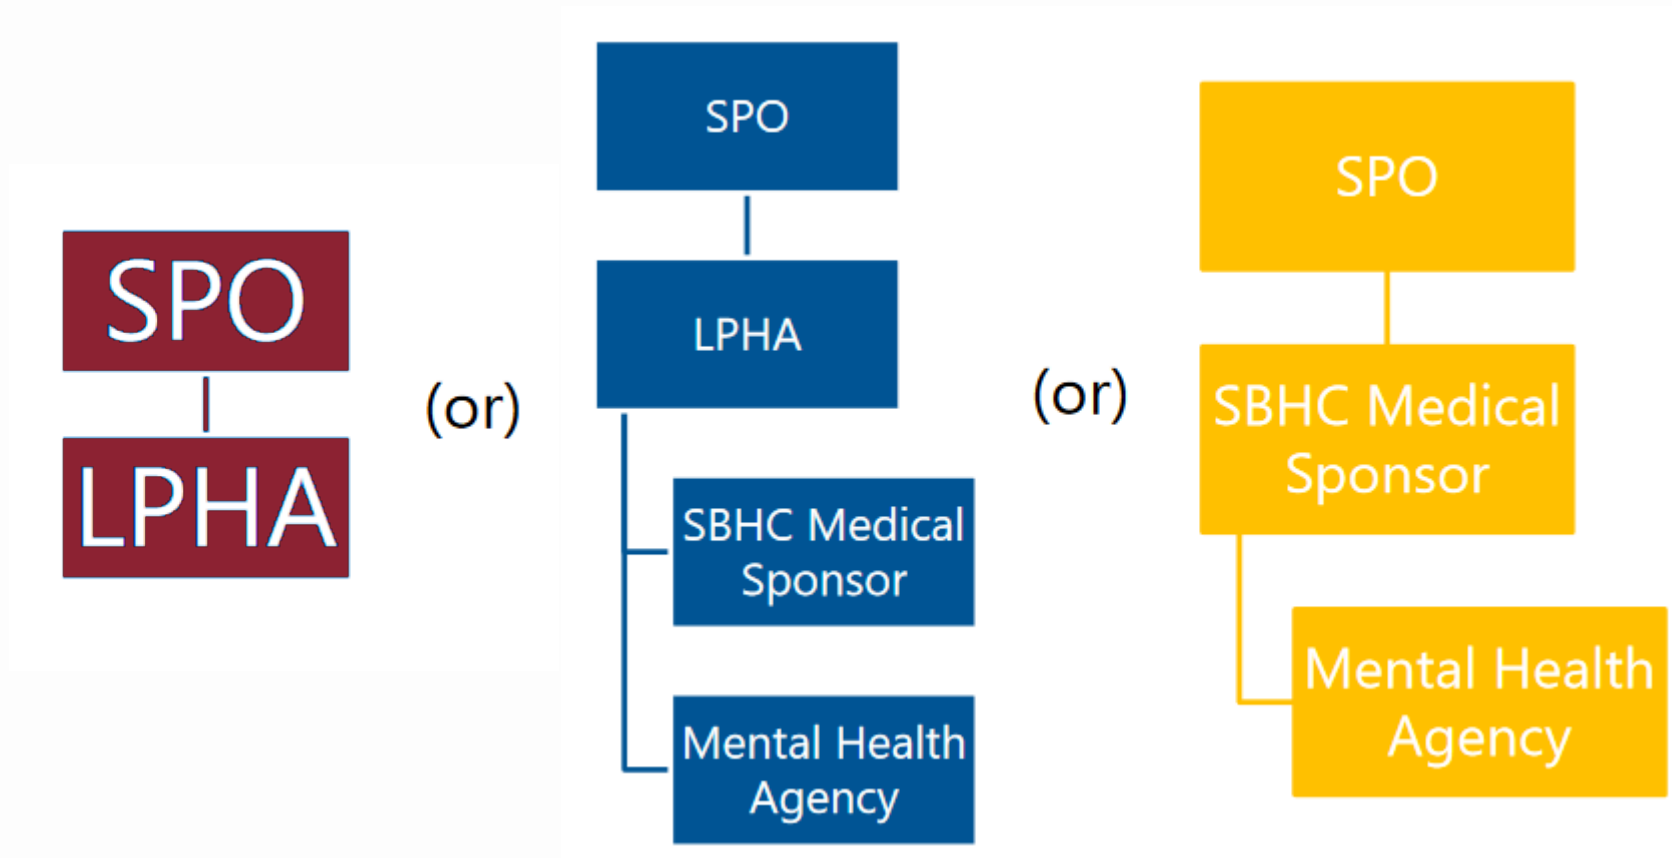 SPO
LPHA
(or)
SPO
LPHA
SBHC Medical
Sponsor
Mental Health
Agency
(or)
SPO
SBHC Medical
Sponsor
Mental Health
Agency